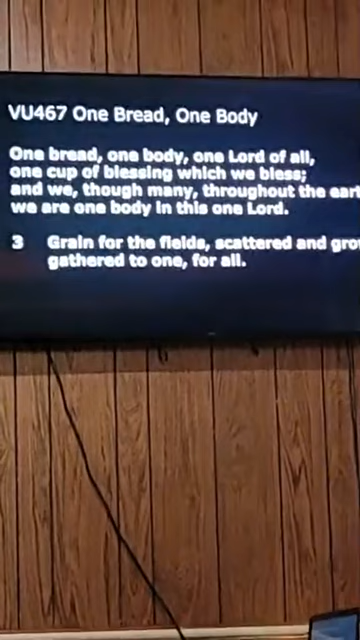 VU467 One Bread, One Body
One bread, one body, one Lord of all,
one cup of blessing which we bless;
and we, though many, throughout the eart
we are one body in this one Lord.
3 Grain for the fields, scattered and gro
gathered to one, for all.